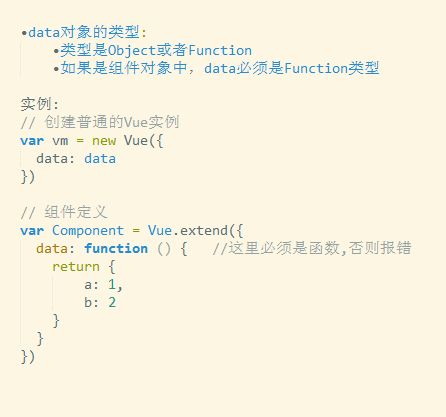 •data对象的类型:
    •类型是Object或者Function
    •如果是组件对象中，data必须是Function类型

实例:
// 创建普通的Vue实例
var vm = new Vue({
  data: data
})

// 组件定义
var Component = Vue.extend({
  data: function () {   //这里必须是函数,否则报错
    return {
        a: 1,
        b: 2
    }
  }
})